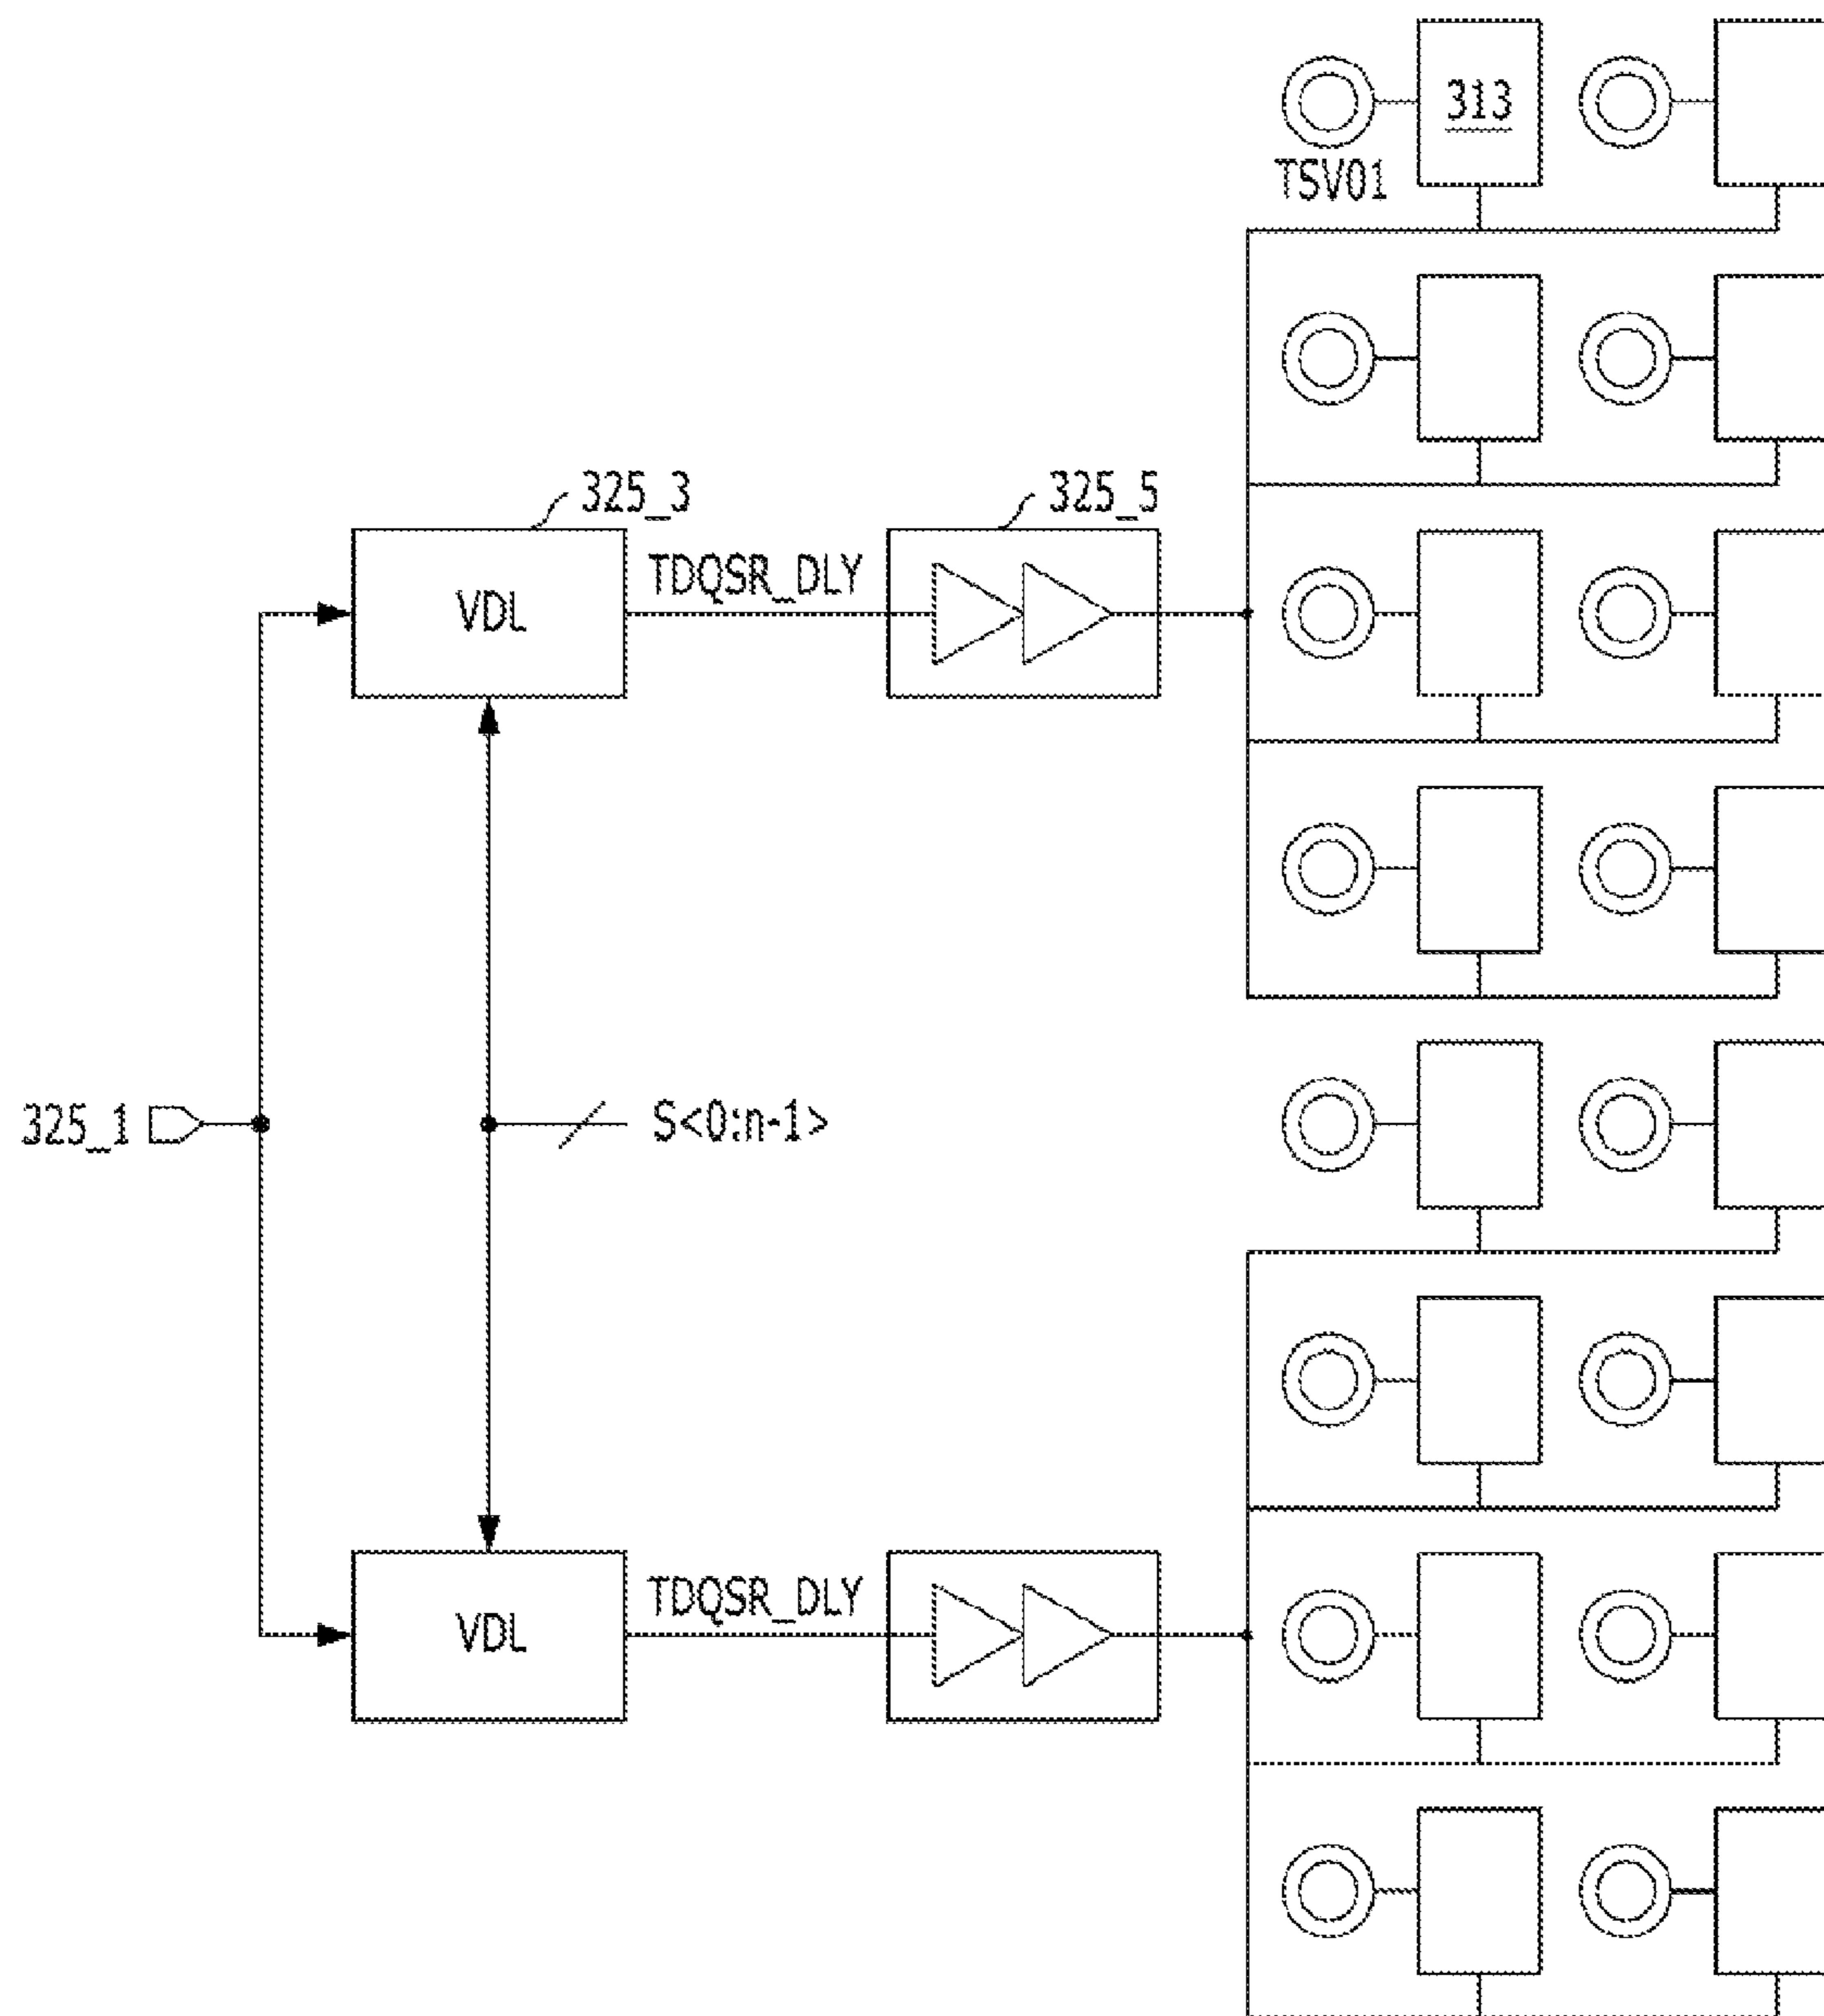 313
TSV01
325_3
325_5
VDL
TDQSR_DLY
325_1
S<0:n-1>
VDL
TDQSR_DLY